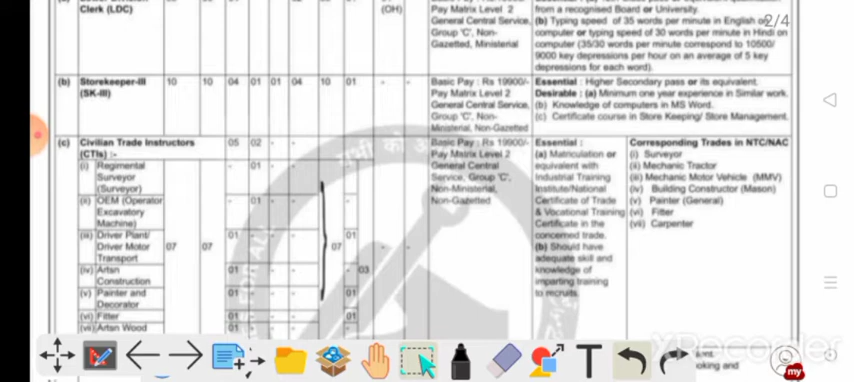 Clerk (LDC)
(OH)
Pay Matrix Level 2
General Central Service,
Group 'C', Non-
Gazetted, Ministerial
from a recognised Board or University.
(b) Typing speed of 35 words per minute in English on
computer or typing speed of 30 words per minute in Hindi on
computer (35/30 words per minute correspond to 10500/
9000 key depressions per hour on an average of 5 key
depressions for each word).
2/4
(b) Storekeeper-III
(SK-III)
10 10 04 01 01 04 10 01 - -
Basic Pay : Rs 19900/-
Pay Matrix Level 2
General Central Service,
Group 'C', Non-
Ministerial, Non-Gazetted
Essential : Higher Secondary pass or its equivalent.
Desirable : (a) Minimum one year experience in Similar work.
(b) Knowledge of computers in MS Word.
(c) Certificate course in Store Keeping/ Store Management.
(c) Civilian Trade Instructors
(CTIs) :-
05 02 - -
(i) Regimental
Surveyor
(Surveyor)
- 01 - -
(ii) OEM (Operator
Excavatory
Machine)
- 01 - -
(iii) Driver Plant/
Driver Motor
Transport
07 07 01 - - - 07 01 - -
(iv) Artsn
Construction
01 - - - - 03
(v) Painter and
Decorator
01 - - 01
(vi) Fitter
01 - - 01
(vii) Artsn Wood
01 - -
Basic Pay : Rs 19900/-
Pay Matrix Level 2
General Central
Service, Group 'C',
Non-Ministerial,
Non-Gazetted
Essential :
(a) Matriculation or
equivalent with
Industrial Training
Institute/National
Certificate of Trade
& Vocational Training
Certificate in the
concerned trade.
(b) Should have
adequate skill and
knowledge of
imparting training
to recruits.
Corresponding Trades in NTC/NAC
(i) Surveyor
(ii) Mechanic Tractor
(iii) Mechanic Motor Vehicle (MMV)
(iv) Building Constructor (Mason)
(v) Painter (General)
(vi) Fitter
(vii) Carpenter
XRecorder
T
my